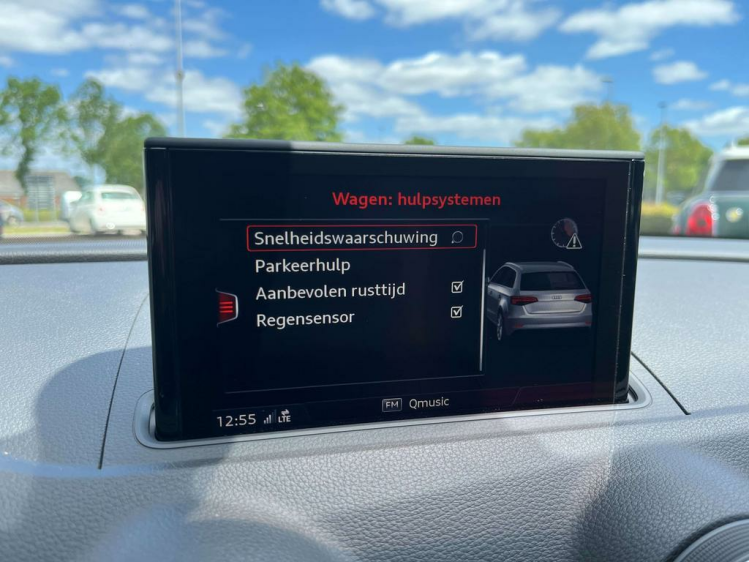 Wagen: hulpsystemen
Snelheidswaarschuwing
Parkeerhulp
Aanbevolen rusttijd
Regensensor
12:55 LTE FM Qmusic